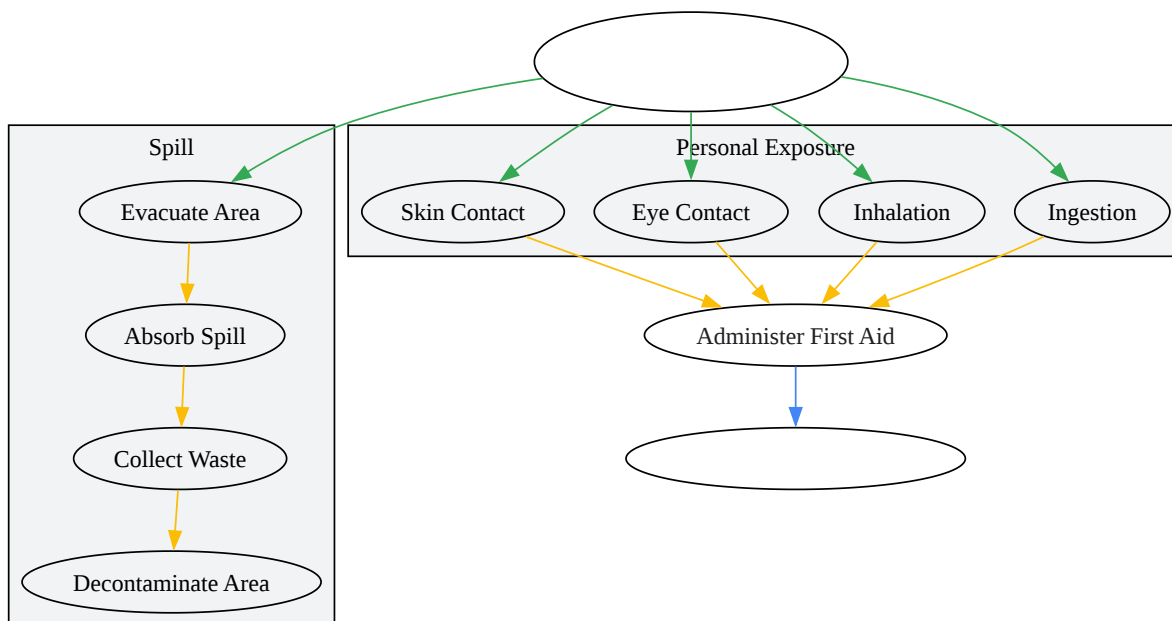 Spill
Personal Exposure
Evacuate Area
Skin Contact
Eye Contact
Inhalation
Ingestion
Absorb Spill
Administer First Aid
Collect Waste
Decontaminate Area